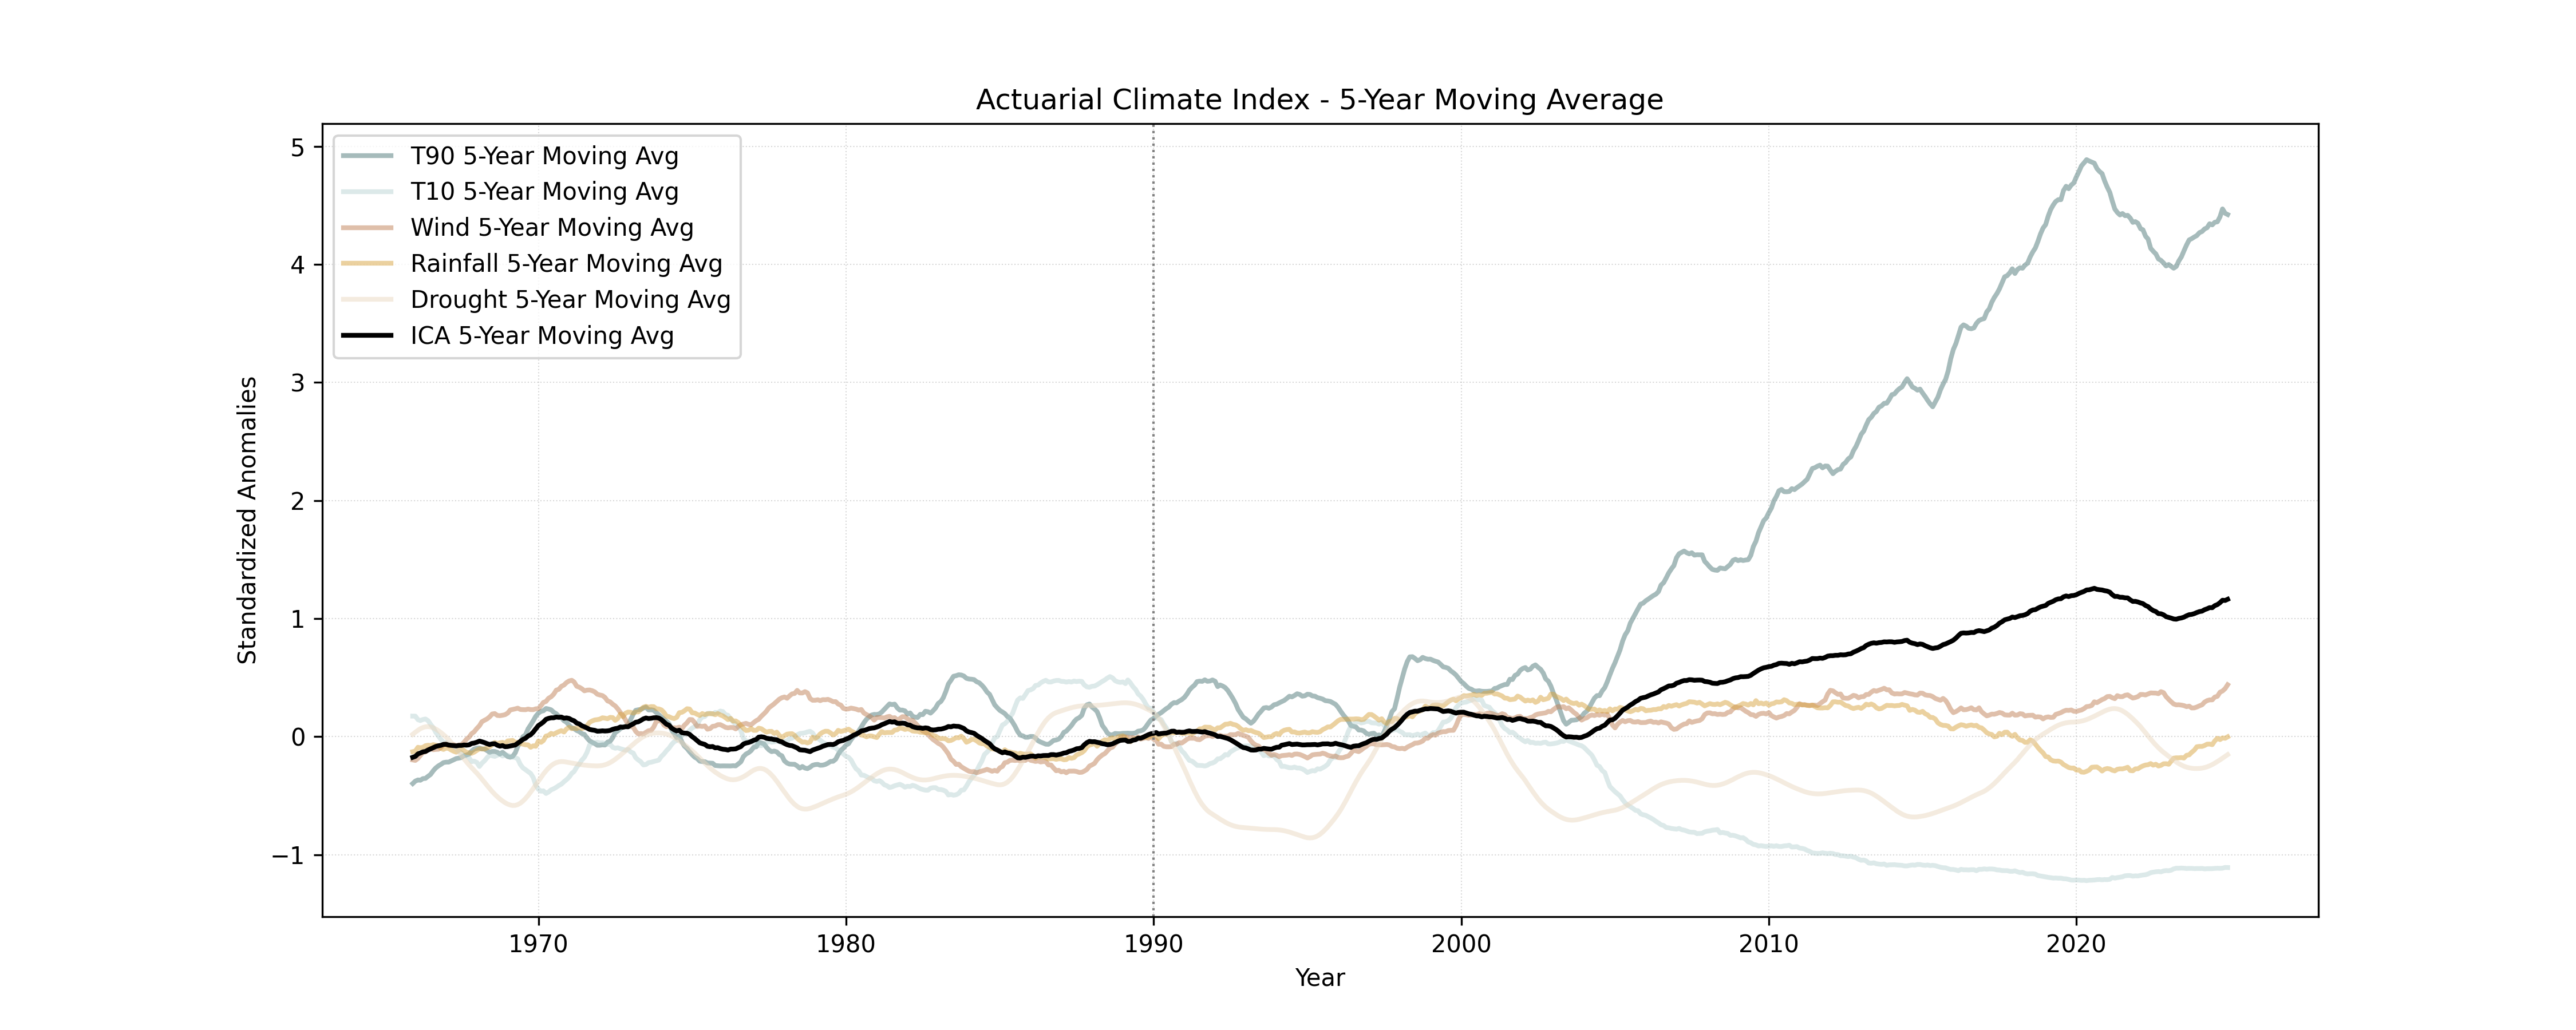 Actuarial Climate Index - 5-Year Moving Average
5
4
3
2
1
0
−1
Standardized Anomalies
T90 5-Year Moving Avg
T10 5-Year Moving Avg
Wind 5-Year Moving Avg
Rainfall 5-Year Moving Avg
Drought 5-Year Moving Avg
ICA 5-Year Moving Avg
1970 1980 1990 2000 2010 2020
Year